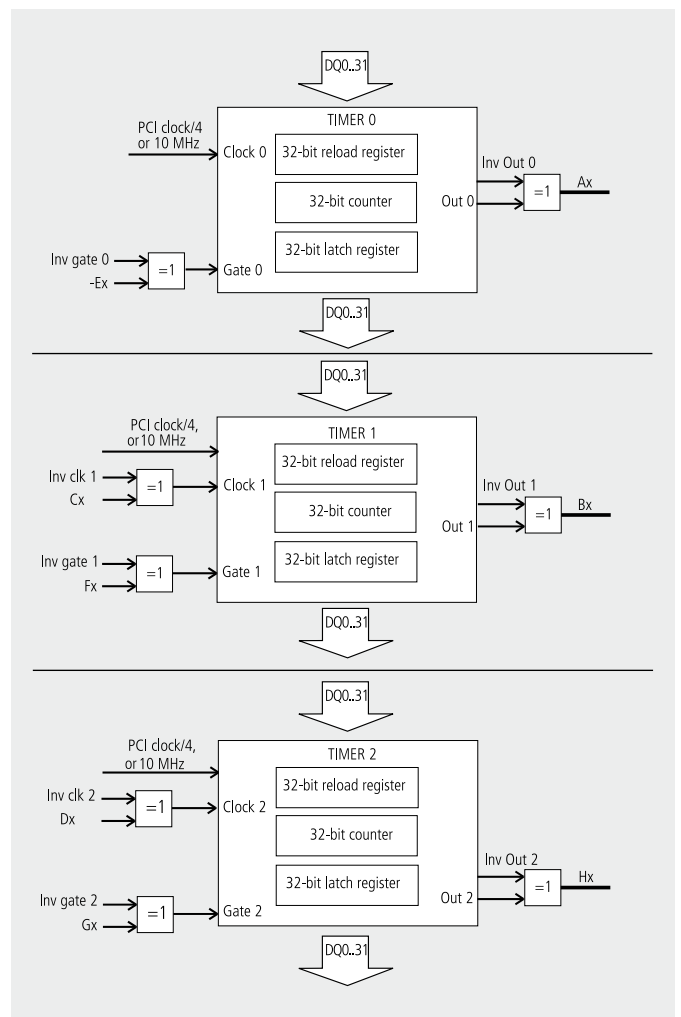 DQ0..31
TIMER 0
PCI clock/4
or 10 MHz
Clock 0
32-bit reload register
Inv Out 0
=1
Ax
32-bit counter
Out 0
32-bit latch register
Inv gate 0
=1
-Ex
Gate 0
DQ0..31
DQ0..31
TIMER 1
PCI clock/4,
or10 MHz
32-bit reload register
Inv clk 1
=1
Cx
Clock 1
32-bit counter
Inv Out 1
=1
Bx
Out 1
32-bit latch register
Inv gate 1
=1
Fx
Gate 1
DQ0..31
DQ0..31
TIMER 2
PCI clock/4,
or10 MHz
32-bit reload register
Inv clk 2
=1
Dx
Clock 2
32-bit counter
Inv Out 2
=1
Hx
32-bit latch register
Out 2
Inv gate 2
=1
Gx
Gate 2
DQ0..31